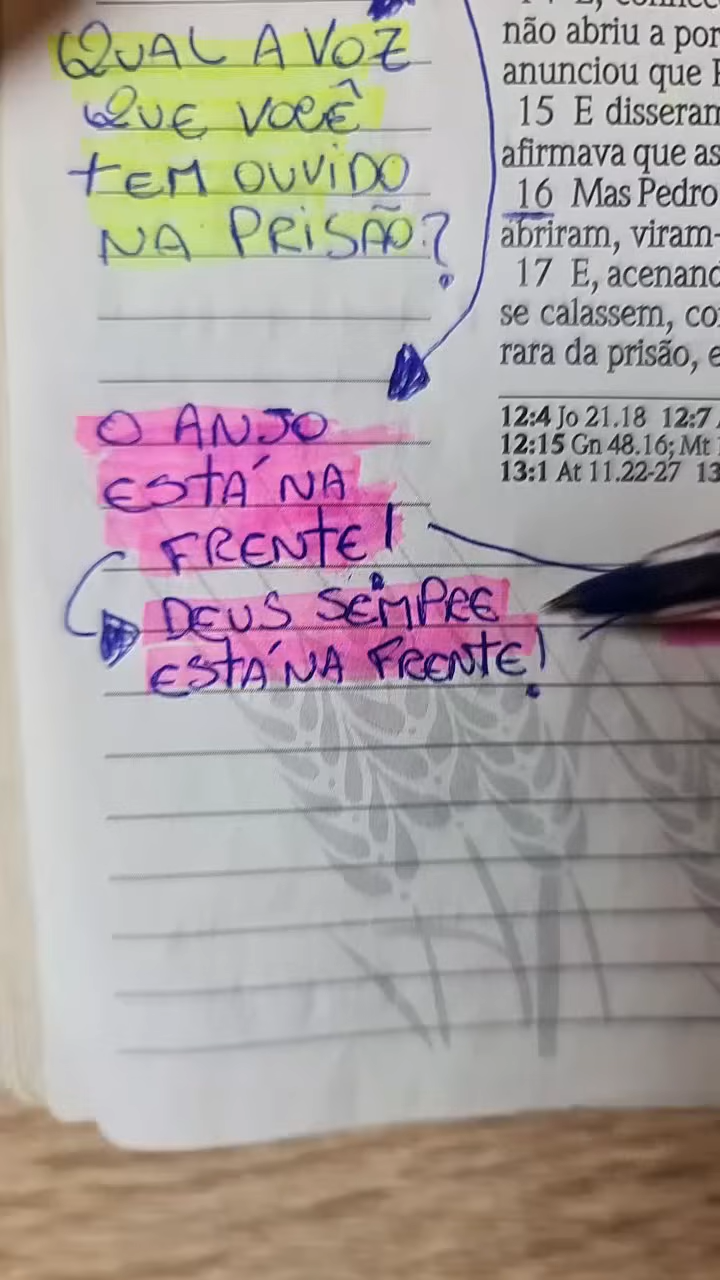 QUAL A VOZ
QUE VOCÊ
TEM OUVIDO
NA PRISÃO?
O ANJO
ESTÁ NA
FRENTE!
DEUS SEMPRE
ESTÁ NA FRENTE!
não abriu a
anunciou que
15 E disseram
afirmava que as
16 Mas Pedro
abriram, viram-
17 E, acenand
se calassem,
rara da prisão, e
12:4 Jo 21.18 12:7
12:15 Gn 48.16; Mt
13:1 At 11.22-27 13